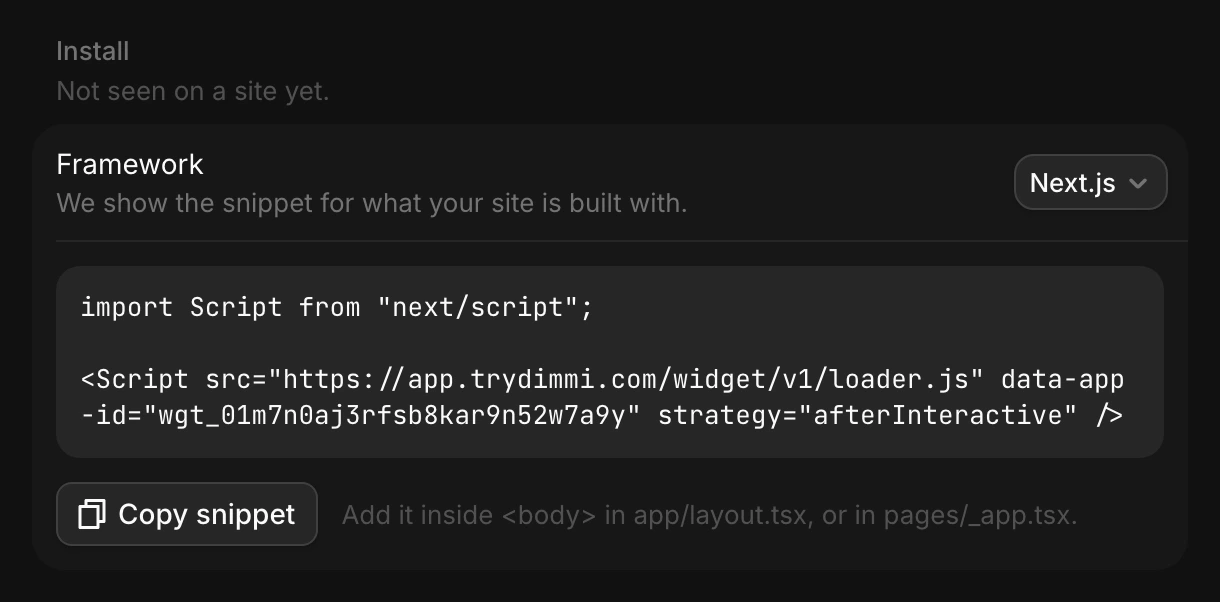 Install
Not seen on a site yet.
Framework
We show the snippet for what your site is built with.
Next.js
import Script from "next/script";
<Script src="https://app.trydimmi.com/widget/v1/loader.js" data-app
-id="wgt_01m7n0aj3rfsb8kar9n52w7a9y" strategy="afterInteractive" />
Copy snippet
Add it inside <body> in app/layout.tsx, or in pages/_app.tsx.